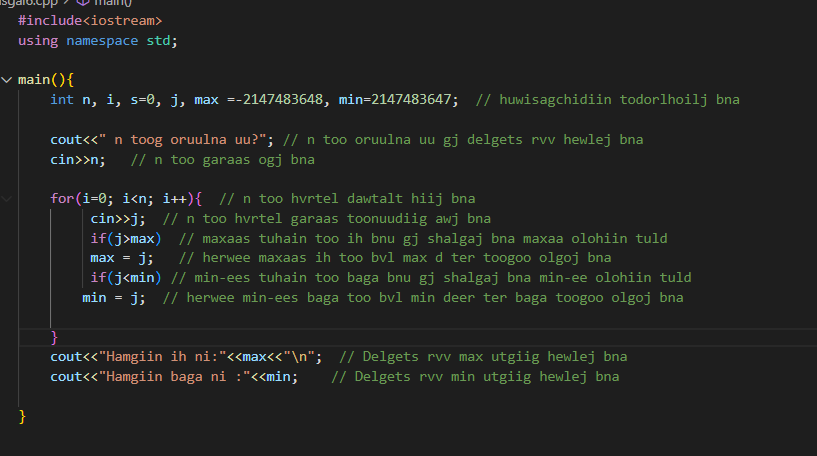 main()
#include<iostream>
using namespace std;
main(){
int n, i, s=0, j, max =-2147483648, min=2147483647;  // huwisagchidiin todorlhoilj bna
cout<<" n toog oruulna uu?"; // n too oruulna uu gj delgets rvv hewlej bna
cin>>n;   // n too garaas ogj bna
for(i=0; i<n; i++){  // n too hvrtel dawtalt hiij bna
cin>>j;  // n too hvrtel garaas toonuudiig awj bna
if(j>max)  // maxaas tuhain too ih bnu gj shalgaj bna maxaa olohiin tuld
max = j;   // herwee maxaas ih too bvl max d ter toogoo olgoj bna
if(j<min) // min-ees tuhain too baga bnu gj shalgaj bna min-ee olohiin tuld
min = j;  // herwee min-ees baga too bvl min deer ter baga toogoo olgoj bna
}
cout<<"Hamgiin ih ni:"<<max<<"\n";  // Delgets rvv max utgiig hewlej bna
cout<<"Hamgiin baga ni :"<<min;    // Delgets rvv min utgiig hewlej bna
}